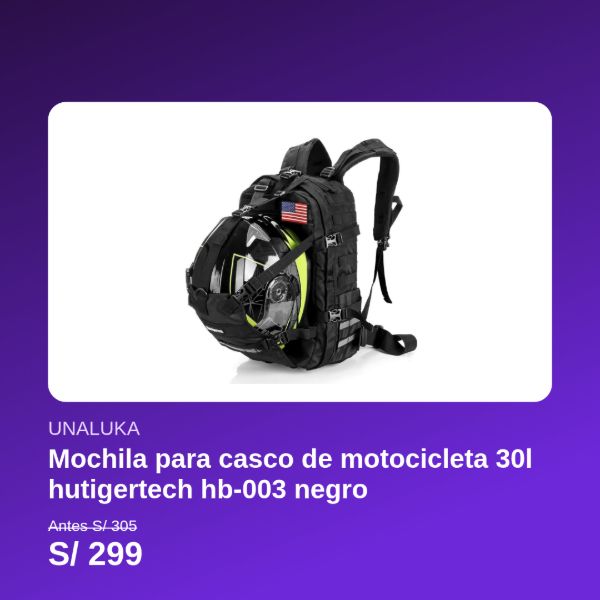 UNALUKA
Mochila para casco de motocicleta 30l
hutigertech hb-003 negro
Antes S/ 305
S/ 299